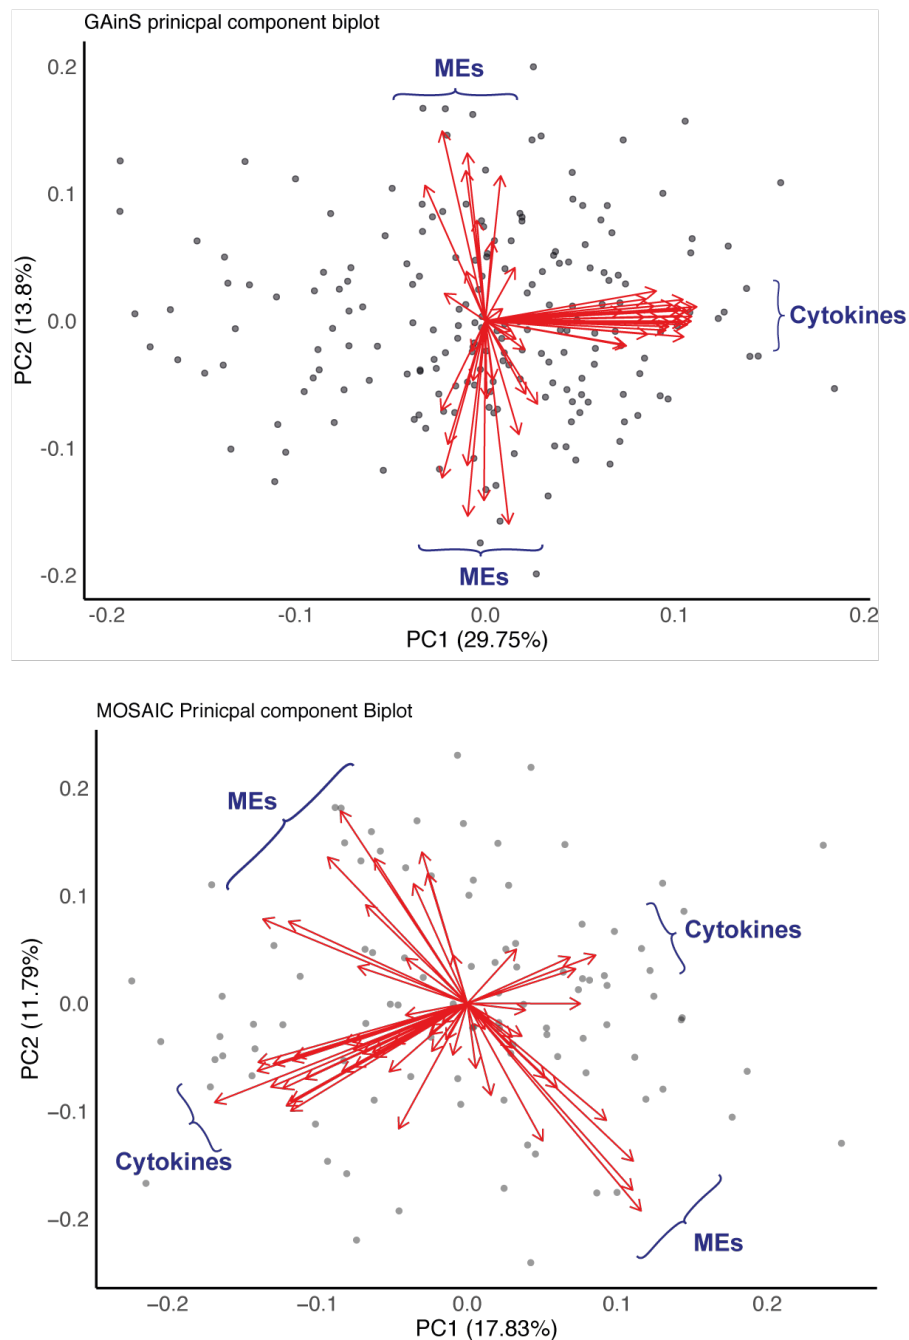 GAinS prinicpal component biplot
MEs
0.2
0.1
0.0
-0.1
-0.2
PC2 (13.8%)
Cytokines
MEs
-0.2
-0.1
0.0
0.1
0.2
PC1 (29.75%)
MOSAIC Prinicpal component Biplot
MEs
0.2
0.1
0.0
−0.1
−0.2
PC2 (11.79%)
Cytokines
Cytokines
MEs
−0.2
−0.1
0.0
0.1
0.2
PC1 (17.83%)